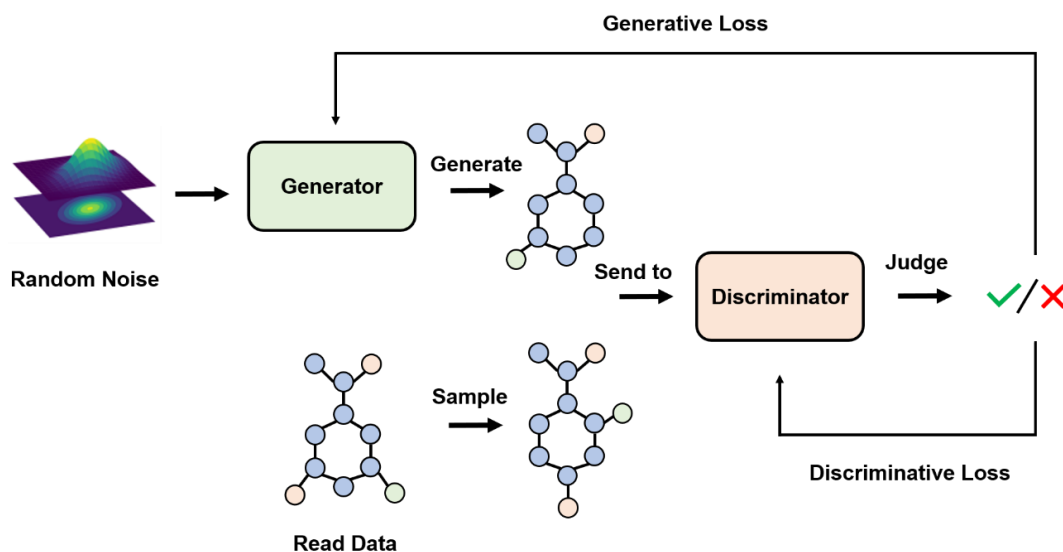 Generative Loss
Generator
Generate
Random Noise
Send to
Discriminator
Judge
Sample
Discriminative Loss
Read Data